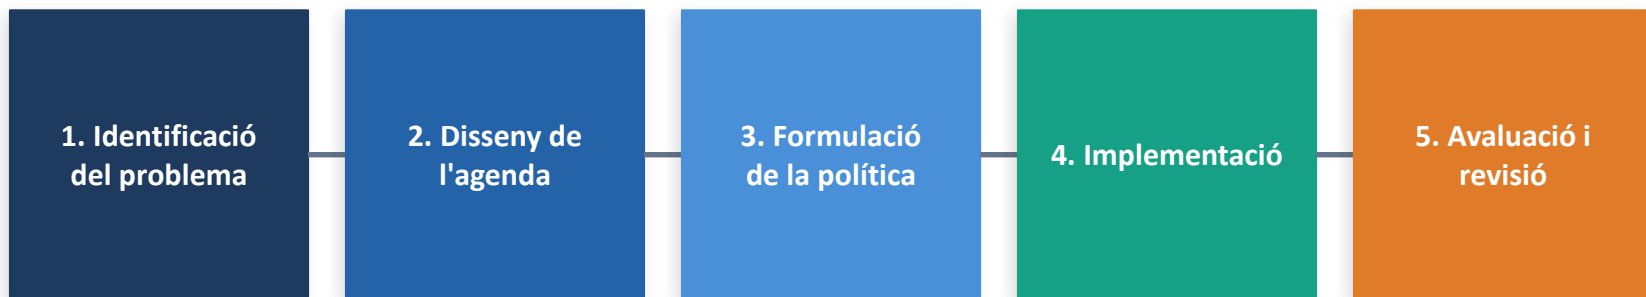 1. Identificació
del problema
2. Disseny de
l'agenda
3. Formulació
de la política
4. Implementació
5. Avaluació i
revisió